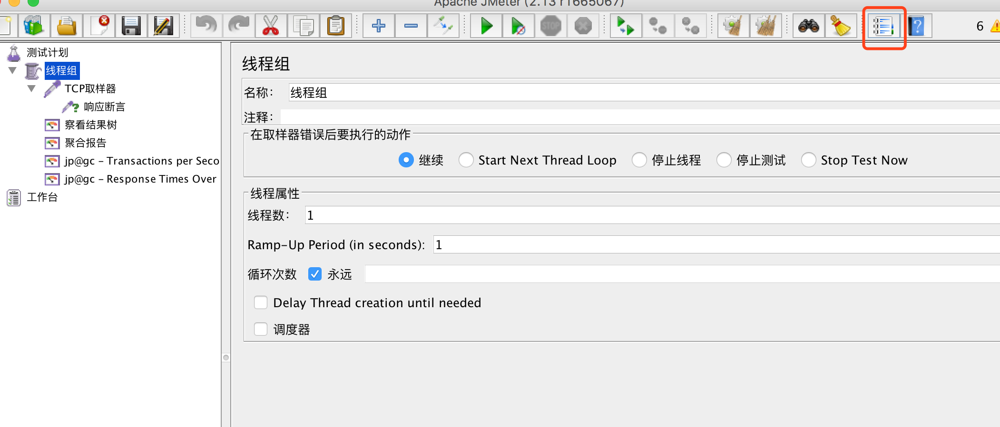 Apache JMeter (2.13 r1665067)
STOP
6
测试计划
线程组
TCP取样器
响应断言
察看结果树
聚合报告
jp@gc - Transactions per Seco
jp@gc - Response Times Over
工作台
线程组
名称： 线程组
注释：
在取样器错误后要执行的动作
继续 Start Next Thread Loop 停止线程 停止测试 Stop Test Now
线程属性
线程数： 1
Ramp-Up Period (in seconds): 1
循环次数 永远
Delay Thread creation until needed
调度器